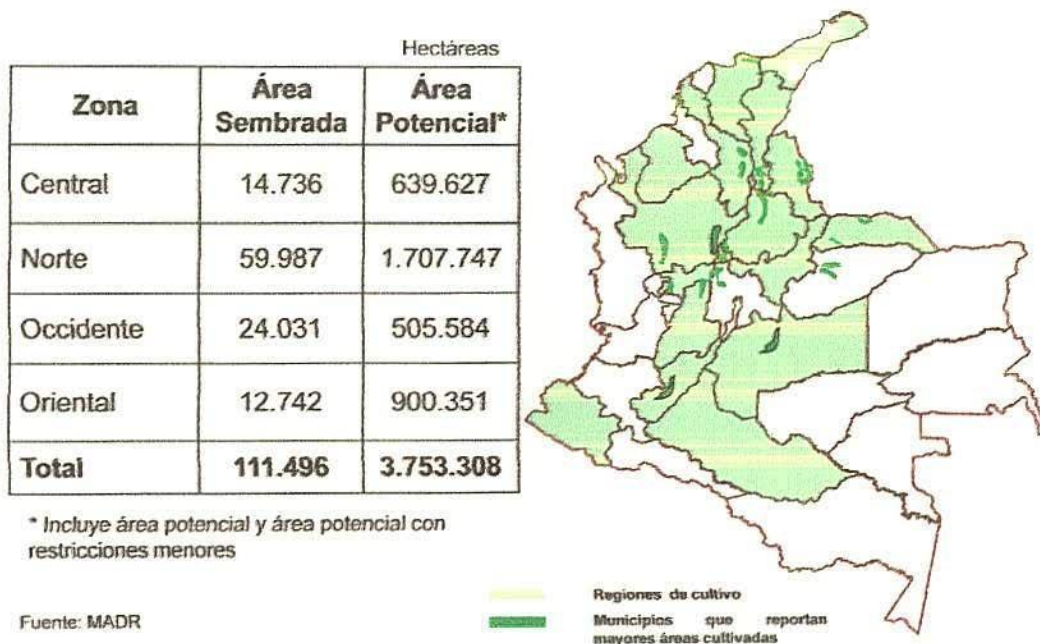 Hectáreas
Zona Área Sembrada Área Potencial*
Central 14.736 639.627
Norte 59.987 1.707.747
Occidente 24.031 505.584
Oriental 12.742 900.351
Total 111.496 3.753.308
* Incluye área potencial y área potencial con
restricciones menores
Fuente: MADR
Regiones de cultivo
Municipios que reportan
mayores áreas cultivadas